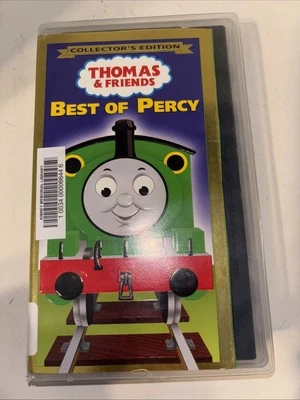 COLLECTOR'S EDITION
THOMAS
& FRIENDS
BEST OF PERCY